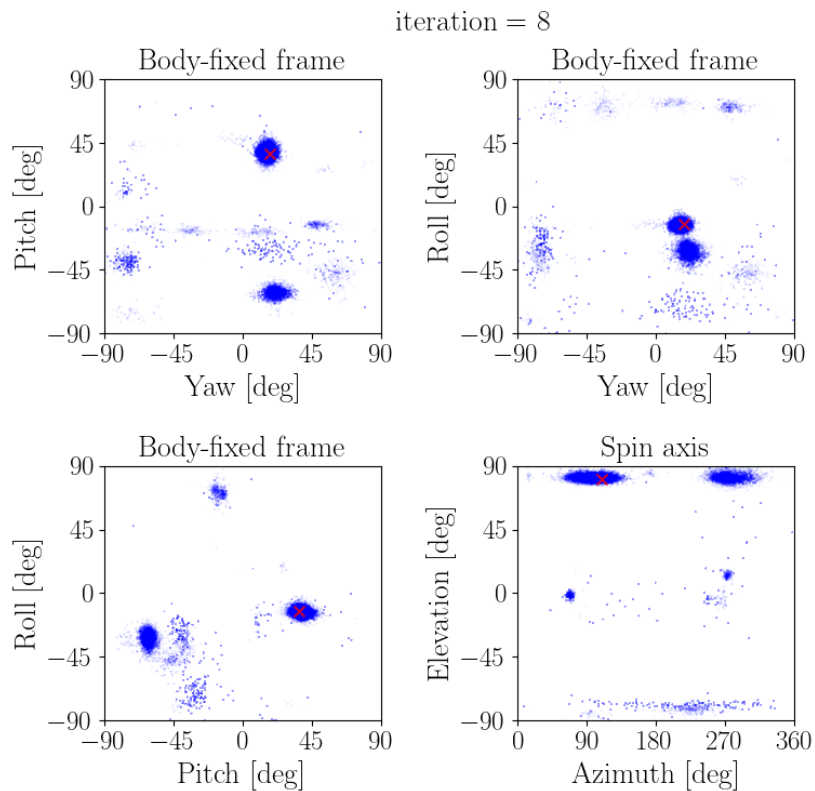 iteration = 8
Body-fixed frame
90
45
0
−45
−90
Pitch [deg]
−90 −45 0 45 90
Yaw [deg]
Body-fixed frame
90
45
0
−45
−90
Roll [deg]
−90 −45 0 45 90
Yaw [deg]
Body-fixed frame
90
45
0
−45
−90
Roll [deg]
−90 −45 0 45 90
Pitch [deg]
Spin axis
90
45
0
−45
−90
Elevation [deg]
0 90 180 270 360
Azimuth [deg]